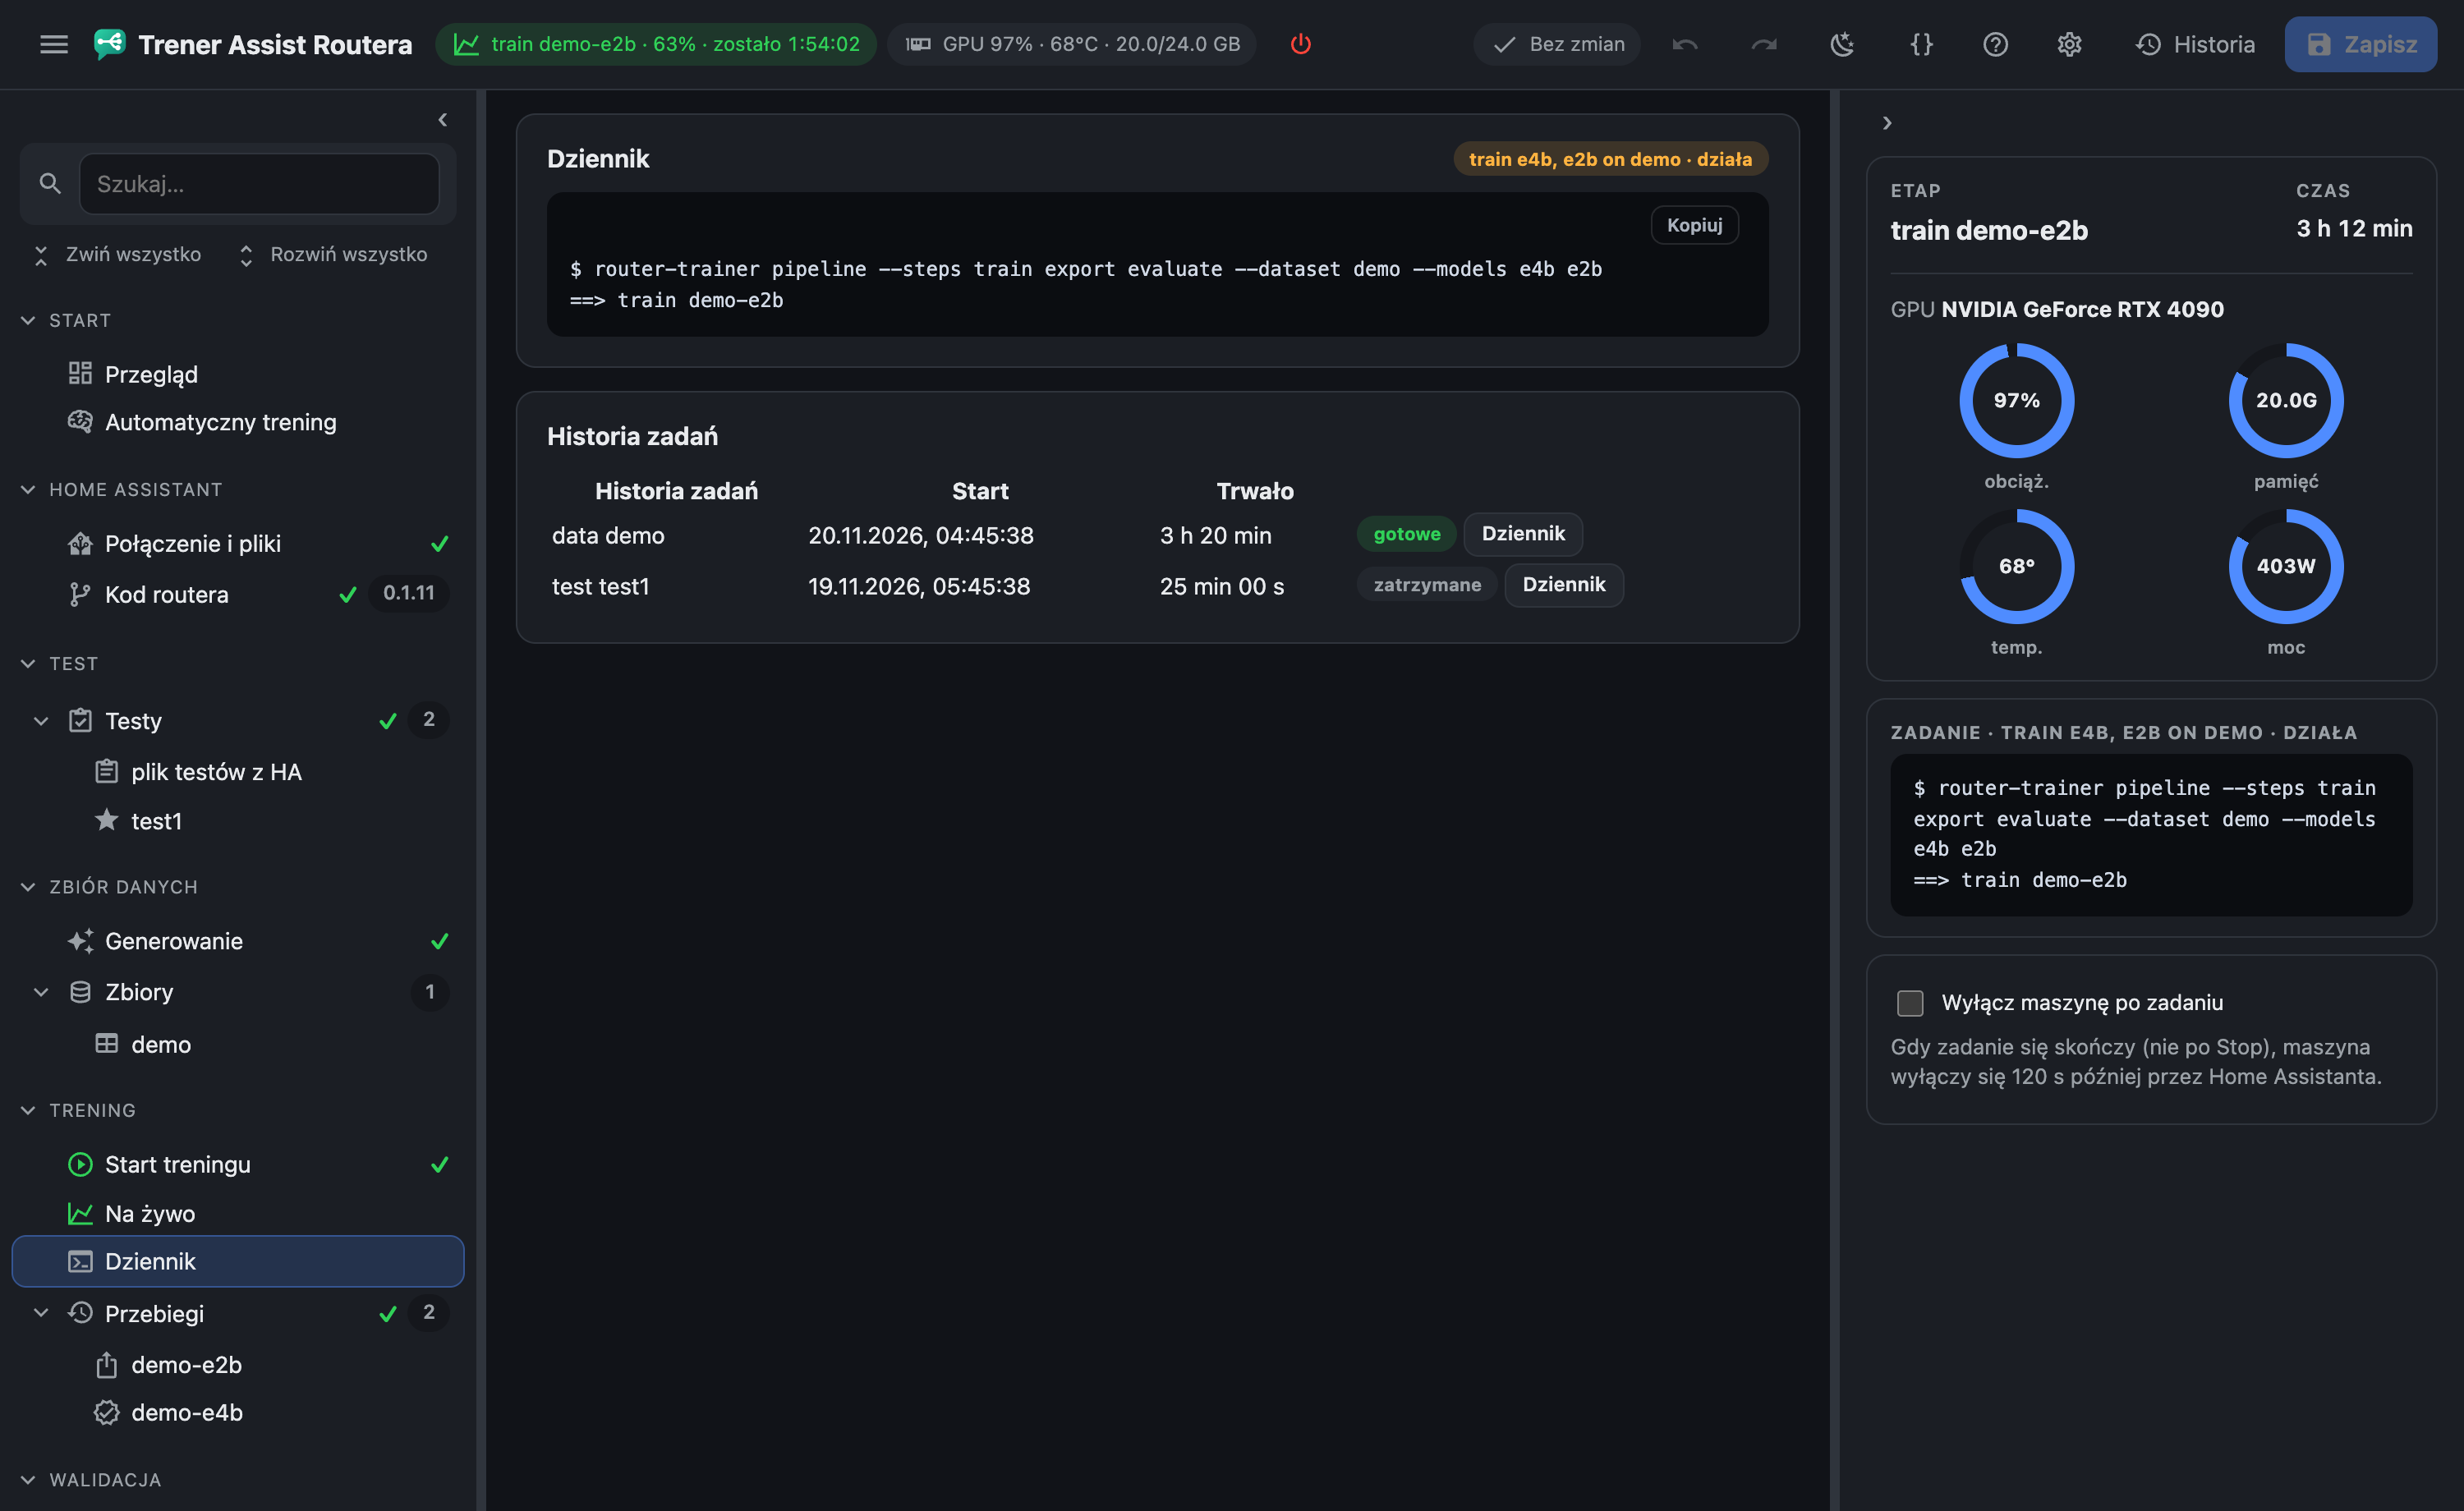 Trener Assist Routera
train demo-e2b · 63% · zostało 1:54:02
GPU 97% · 68°C · 20.0/24.0 GB
Bez zmian
Historia
Zapisz
Szukaj...
Zwiń wszystko
Rozwiń wszystko
START
Przegląd
Automatyczny trening
HOME ASSISTANT
Połączenie i pliki
Kod routera 0.1.11
TEST
Testy 2
plik testów z HA
test1
ZBIÓR DANYCH
Generowanie
Zbiory 1
demo
TRENING
Start treningu
Na żywo
Dziennik
Przebiegi 2
demo-e2b
demo-e4b
WALIDACJA
Dziennik
train e4b, e2b on demo · działa
Kopiuj
$ router-trainer pipeline --steps train export evaluate --dataset demo --models e4b e2b
==> train demo-e2b
Historia zadań
Historia zadań Start Trwało
data demo 20.11.2026, 04:45:38 3 h 20 min gotowe Dziennik
test test1 19.11.2026, 05:45:38 25 min 00 s zatrzymane Dziennik
ETAP CZAS
train demo-e2b 3 h 12 min
GPU NVIDIA GeForce RTX 4090
97% 20.0G
obciąż. pamięć
68° 403W
temp. moc
ZADANIE · TRAIN E4B, E2B ON DEMO · DZIAŁA
$ router-trainer pipeline --steps train
export evaluate --dataset demo --models
e4b e2b
==> train demo-e2b
Wyłącz maszynę po zadaniu
Gdy zadanie się skończy (nie po Stop), maszyna
wyłączy się 120 s później przez Home Assistanta.